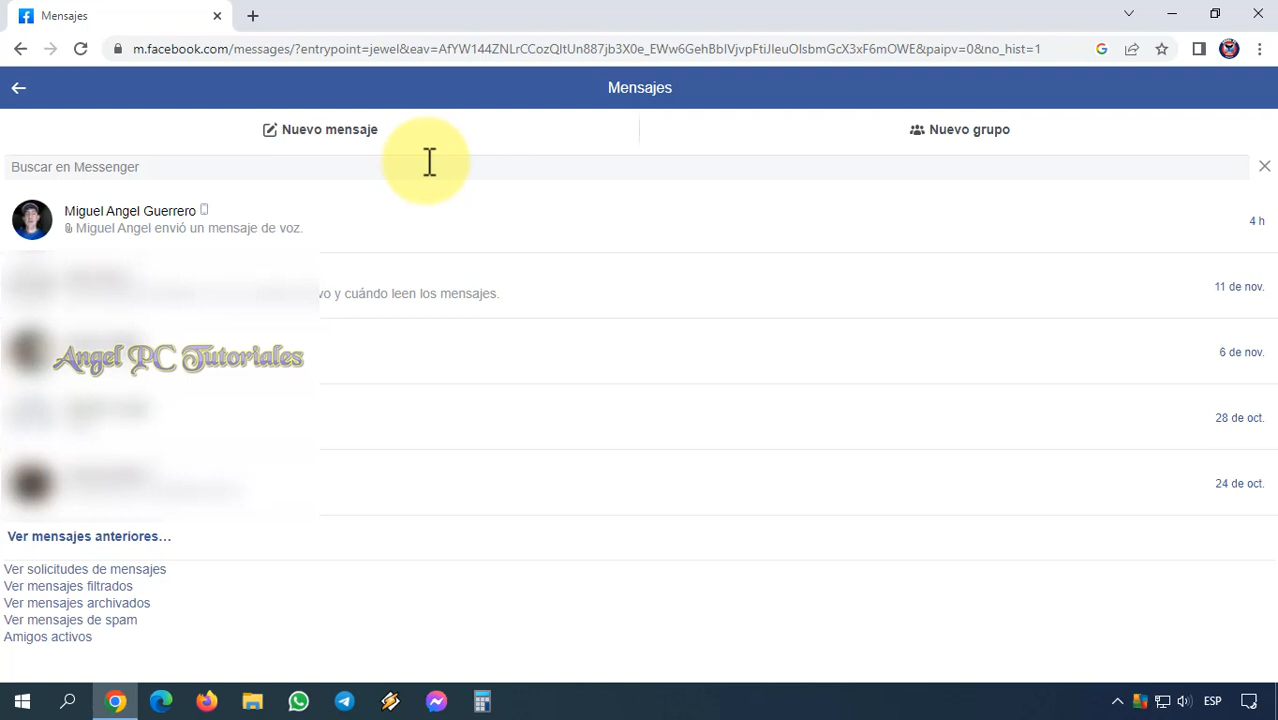 Mensajes
m.facebook.com/messages/?entrypoint=jewel&eav=AfYW144ZNLrCCozQltUn887jb3X0e_EWw6GehBbIVjvpFtiJIeuOIsbmGcX3xF6mOWE&paipv=0&no_hist=1
Mensajes
Nuevo mensaje
Nuevo grupo
Buscar en Messenger
Miguel Angel Guerrero
4 h
Miguel Angel envió un mensaje de voz.
11 de nov.
y cuándo leen los mensajes.
6 de nov.
Angel PC Tutoriales
28 de oct.
24 de oct.
Ver mensajes anteriores…
Ver solicitudes de mensajes
Ver mensajes filtrados
Ver mensajes archivados
Ver mensajes de spam
Amigos activos
ESP